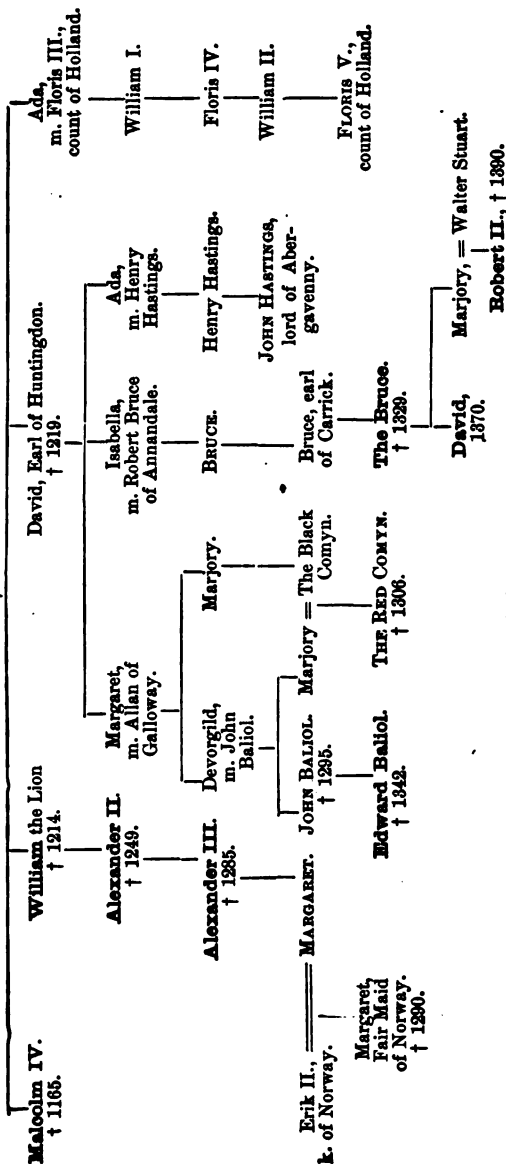 Malcolm IV.
† 1165.
William the Lion
† 1214.
David, Earl of Huntingdon.
† 1219.
Ada,
m. Floris III.,
count of Holland.
Alexander II.
† 1249.
Margaret,
m. Allan of
Galloway.
Isabella,
m. Robert Bruce
of Annandale.
Ada,
m. Henry
Hastings.
William I.
Alexander III.
† 1285.
Devorgild,
m. John
Baliol.
Marjory.
BRUCE.
Henry Hastings.
Floris IV.
Erik II.,
k. of Norway.
MARGARET.
JOHN BALIOL.
† 1295.
Marjory = The Black
Comyn.
Bruce, earl
of Carrick.
JOHN HASTINGS,
lord of Aber-
gavenny.
William II.
Margaret,
Fair Maid
of Norway.
† 1290.
Edward Baliol.
† 1342.
THE RED COMYN.
† 1306.
The Bruce.
† 1329.
FLORIS V.,
count of Holland.
David,
1370.
Marjory, = Walter Stuart.
Robert II., † 1390.